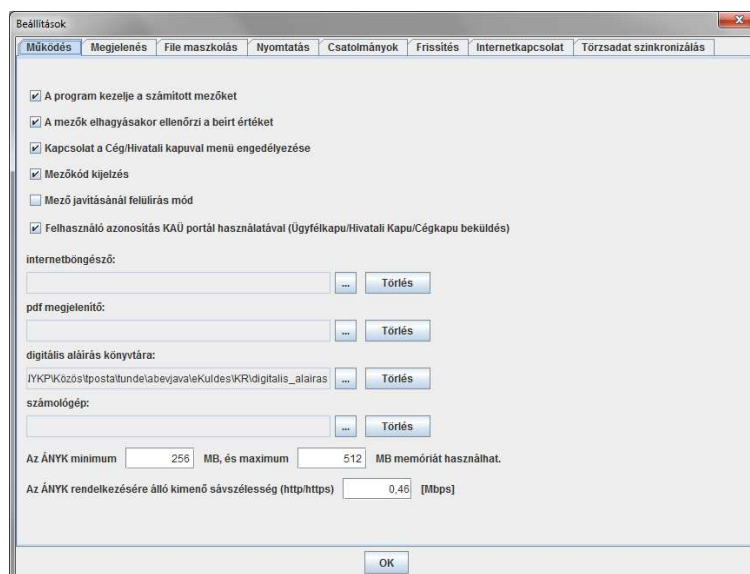 Beállítások
Működés Megjelenés File maszkolás Nyomtatás Csatolmányok Frissítés Internetkapcsolat Törzsadat szinkronizálás
A program kezelje a számított mezőket
A mezők elhagyásakor ellenőrzi a beírt értéket
Kapcsolat a Cég/Hivatali kapuval menü engedélyezése
Mezőkód kijelzés
Mező javításánál felülírás mód
Felhasználó azonosítás KAÜ portál használatával (Ügyfélkapu/Hivatali Kapu/Cégkapu beküldés)
internetböngésző:
... Törlés
pdf megjelenítő:
... Törlés
digitális aláírás könyvtára:
IYKP\Közös\tposta\tunde\abevjava\eKuldes\KR\digitalis_alairas ... Törlés
számológép:
... Törlés
Az ÁNYK minimum 256 MB, és maximum 512 MB memóriát használhat.
Az ÁNYK rendelkezésére álló kimenő sávszélesség (http/https) 0,46 [Mbps]
OK